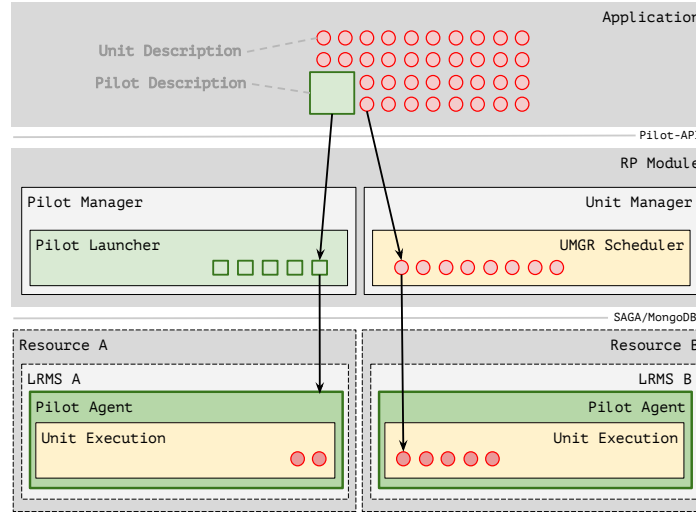 Application
Unit Description
Pilot Description
Pilot-API
RP Module
Pilot Manager
Unit Manager
Pilot Launcher
UMGR Scheduler
SAGA/MongoDB
Resource A
Resource B
LRMS A
LRMS B
Pilot Agent
Pilot Agent
Unit Execution
Unit Execution